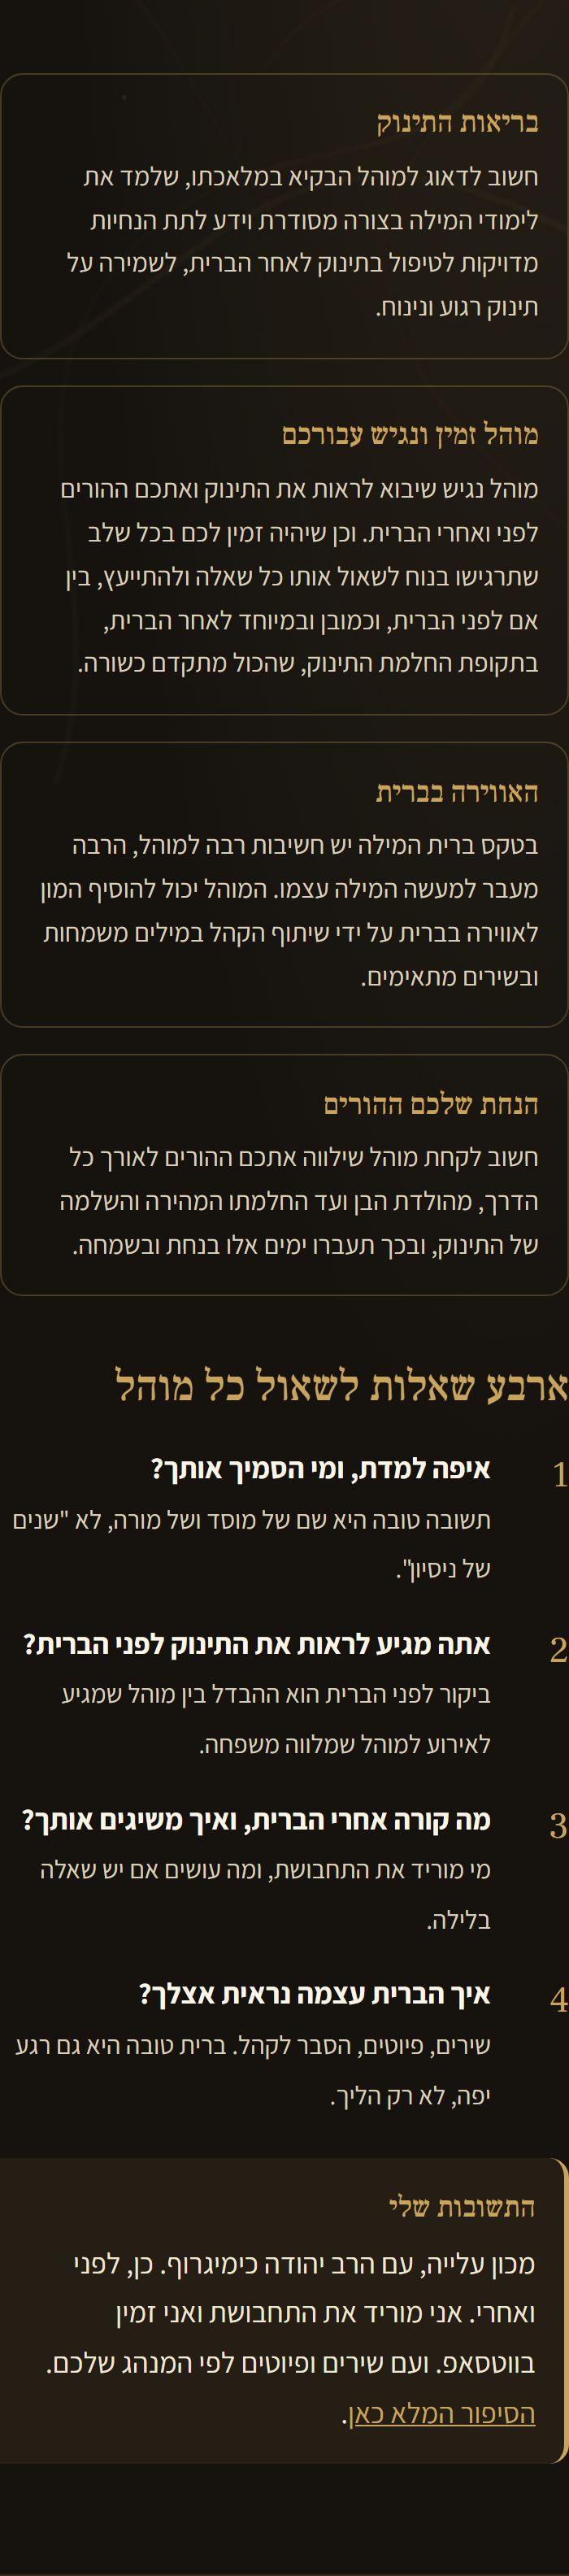 בריאות התינוק
חשוב לדאוג למוהל הבקיא במלאכתו, שלמד את
לימודי המילה בצורה מסודרת וידע לתת הנחיות
מדויקות לטיפול בתינוק לאחר הברית, לשמירה על
תינוק רגוע ונינוח.
מוהל זמין ונגיש עבורכם
מוהל נגיש שיבוא לראות את התינוק ואתכם ההורים
לפני ואחרי הברית. וכן שיהיה זמין לכם בכל שלב
שתרגישו בנוח לשאול אותו כל שאלה ולהתייעץ, בין
אם לפני הברית, וכמובן ובמיוחד לאחר הברית,
בתקופת החלמת התינוק, שהכול מתקדם כשורה.
האווירה בברית
בטקס ברית המילה יש חשיבות רבה למוהל, הרבה
מעבר למעשה המילה עצמו. המוהל יכול להוסיף המון
לאווירה בברית על ידי שיתוף הקהל במילים משמחות
ובשירים מתאימים.
הנחת שלכם ההורים
חשוב לקחת מוהל שילווה אתכם ההורים לאורך כל
הדרך, מהולדת הבן ועד החלמתו המהירה והשלמה
של התינוק, ובכך תעברו ימים אלו בנחת ובשמחה.
ארבע שאלות לשאול כל מוהל
1 איפה למדת, ומי הסמיך אותך?
תשובה טובה היא שם של מוסד ושל מורה, לא "שנים
של ניסיון".
2 אתה מגיע לראות את התינוק לפני הברית?
ביקור לפני הברית הוא ההבדל בין מוהל שמגיע
לאירוע למוהל שמלווה משפחה.
3 מה קורה אחרי הברית, ואיך משיגים אותך?
מי מוריד את התחבושת, ומה עושים אם יש שאלה
בלילה.
4 איך הברית עצמה נראית אצלך?
שירים, פיוטים, הסבר לקהל. ברית טובה היא גם רגע
יפה, לא רק הליך.
התשובות שלי
מכון עלייה, עם הרב יהודה כימיגרוף. כן, לפני
ואחרי. אני מוריד את התחבושת ואני זמין
בווטסאפ. ועם שירים ופיוטים לפי המנהג שלכם.
הסיפור המלא כאן.